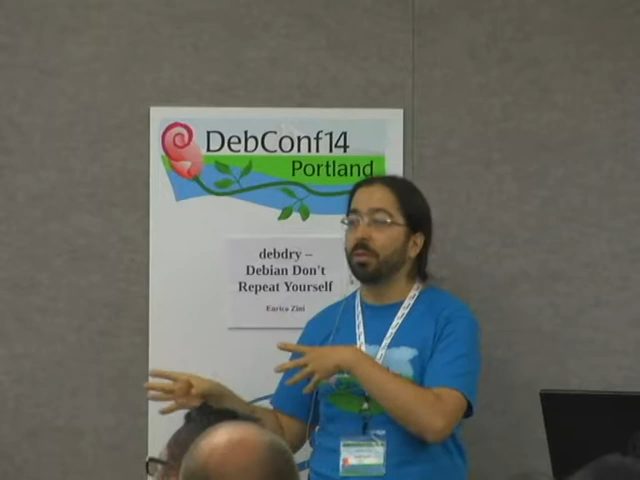 DebConf14
Portland
debdry –
Debian Don't
Repeat Yourself
Enrico Zini